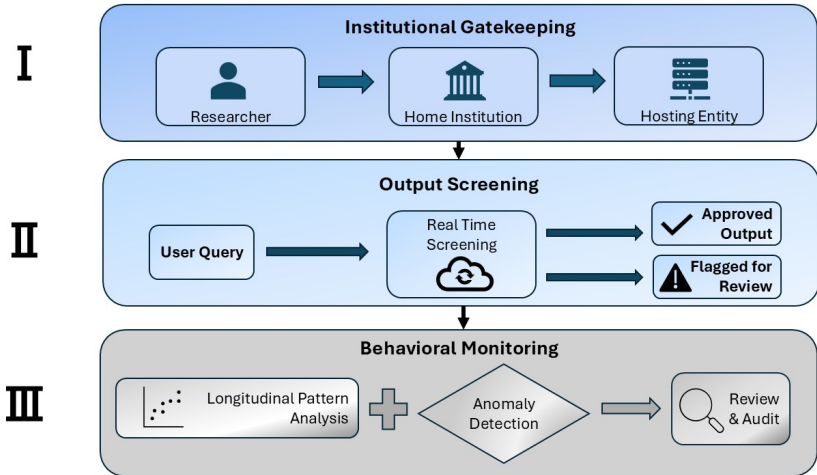 I
Institutional Gatekeeping
Researcher
Home Institution
Hosting Entity
II
Output Screening
User Query
Real Time
Screening
Approved
Output
Flagged for
Review
III
Behavioral Monitoring
Longitudinal Pattern
Analysis
Anomaly
Detection
Review
& Audit